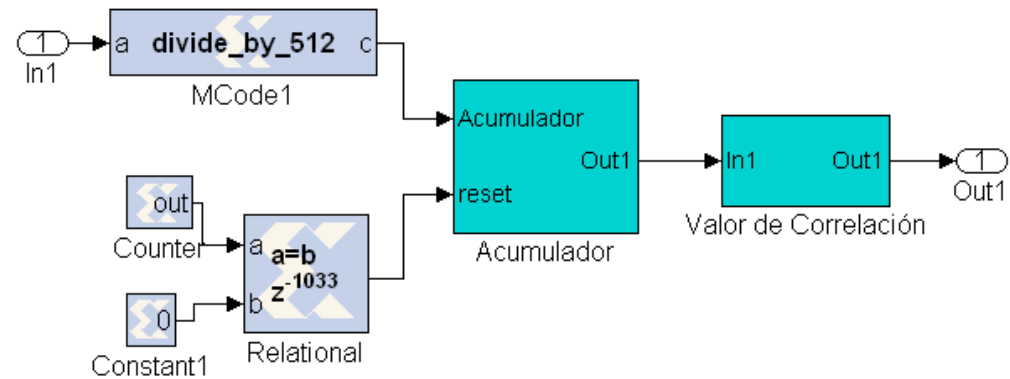 1
In1
a divide_by_512 c
MCode1
Acumulador
reset
Out1
Acumulador
In1 Out1
Valor de Correlación
1
Out1
out
Counter
0
Constant1
a
b
a=b
z-1033
Relational